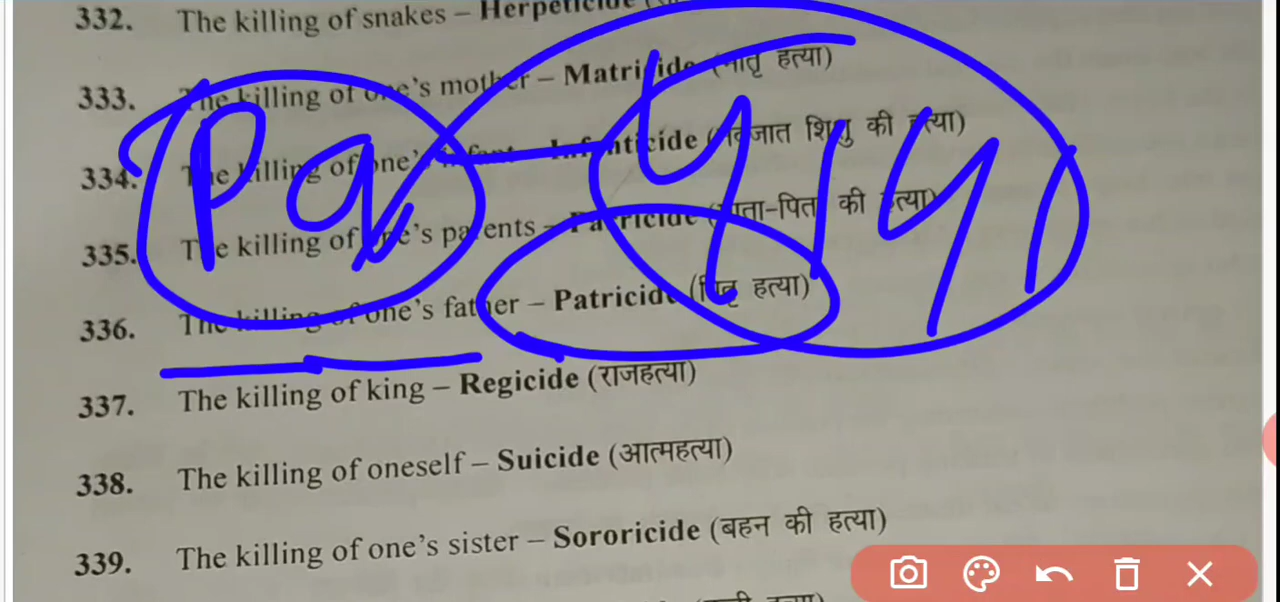 332. The killing of snakes – Herpeticide
333. The killing of one's mother – Matricide (मातृ हत्या)
334. The killing of one's infant – Infanticide (नवजात शिशु की हत्या)
335. The killing of one's parents – Parricide (माता-पिता की हत्या)
336. The killing of one's father – Patricide (पितृ हत्या)
337. The killing of king – Regicide (राजहत्या)
338. The killing of oneself – Suicide (आत्महत्या)
339. The killing of one's sister – Sororicide (बहन की हत्या)